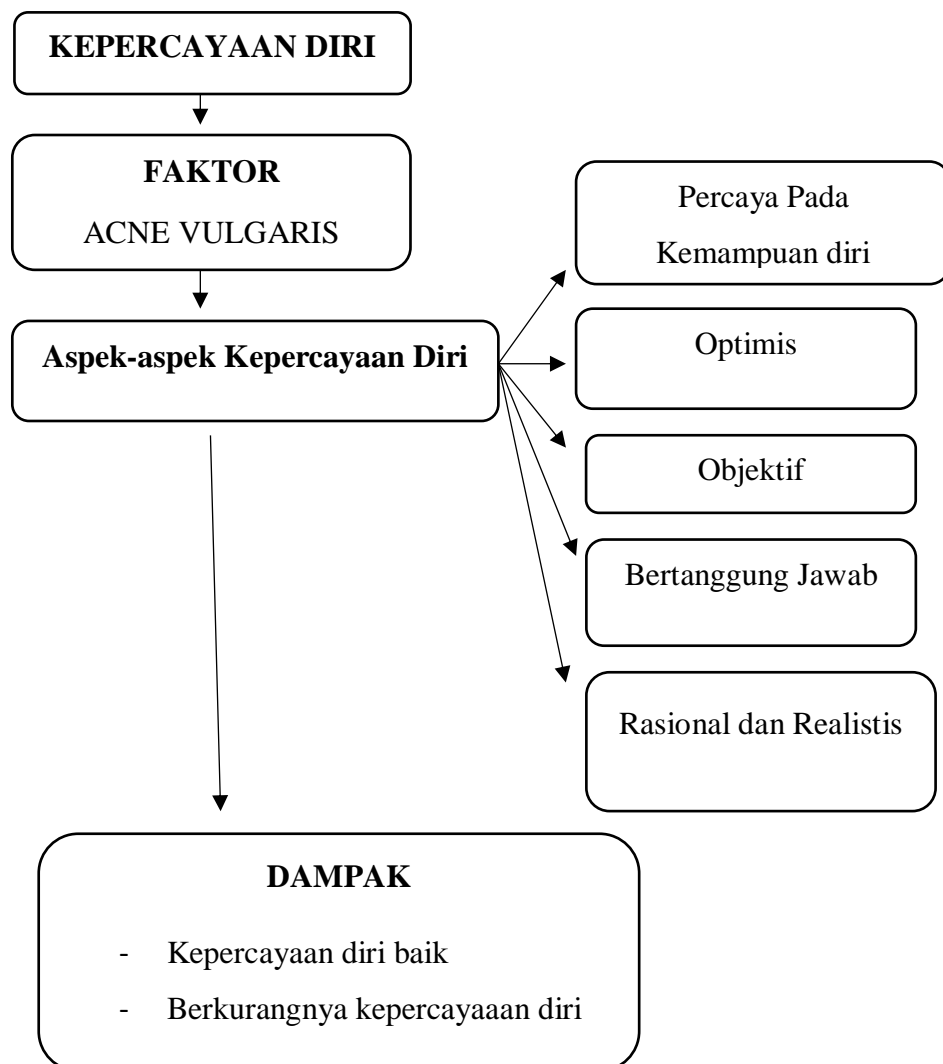 KEPERCAYAAN DIRI
FAKTOR
ACNE VULGARIS
Aspek-aspek Kepercayaan Diri
Percaya Pada
Kemampuan diri
Optimis
Objektif
Bertanggung Jawab
Rasional dan Realistis
DAMPAK
- Kepercayaan diri baik
- Berkurangnya kepercayaaan diri